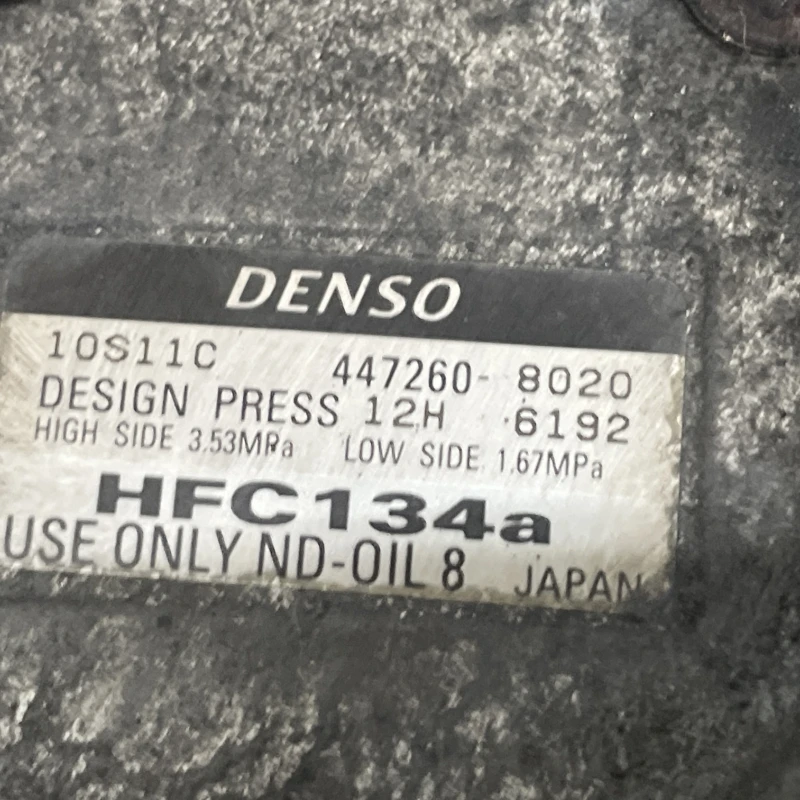 DENSO
10S11C 447260-8020
DESIGN PRESS 12H 6192
HIGH SIDE 3.53MPa LOW SIDE 1.67MPa
HFC134a
USE ONLY ND-OIL 8 JAPAN